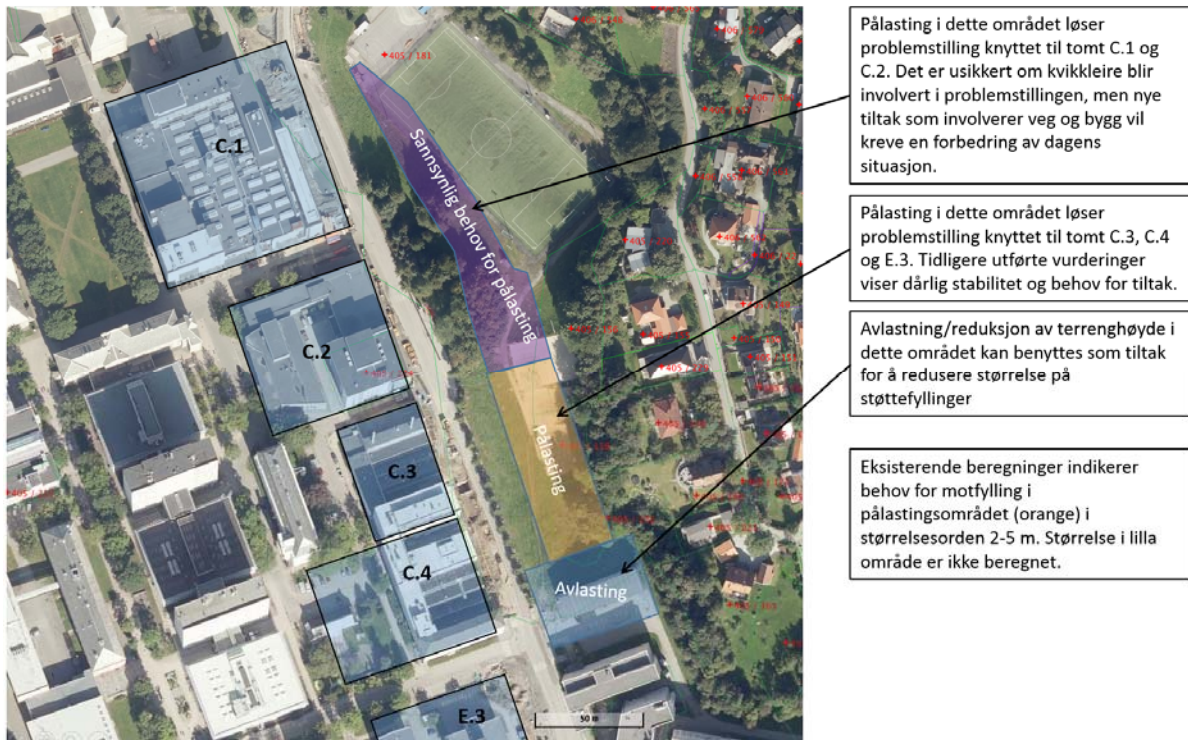 C.1
C.2
C.3
C.4
E.3
405 / 181
Sannsynlig behov for pålasting
Pålasting
Avlasting
50 m
Pålasting i dette området løser
problemstilling knyttet til tomt C.1 og
C.2. Det er usikkert om kvikkleire blir
involvert i problemstillingen, men nye
tiltak som involverer veg og bygg vil
kreve en forbedring av dagens
situasjon.
Pålasting i dette området løser
problemstilling knyttet til tomt C.3, C.4
og E.3. Tidligere utførte vurderinger
viser dårlig stabilitet og behov for tiltak.
Avlastning/reduksjon av terrenghøyde i
dette området kan benyttes som tiltak
for å redusere størrelse på
støttefyllinger
Eksisterende beregninger indikerer
behov for motfylling i
pålastingsområdet (orange) i
størrelsesorden 2-5 m. Størrelse i lilla
område er ikke beregnet.